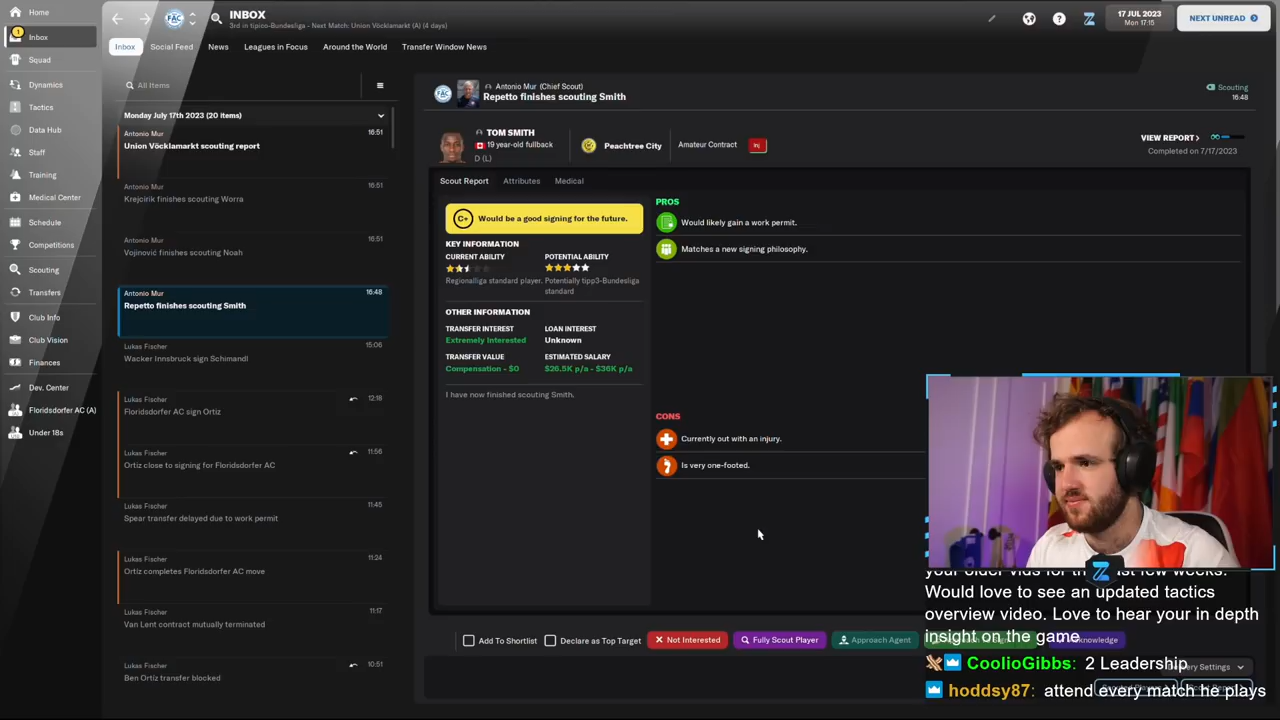 Home
INBOX
3rd in tipico-Bundesliga - Next Match: Union Vöcklamarkt (A) (4 days)
17 JUL 2023
Mon 17:15
NEXT UNREAD
1
Inbox
Squad
Dynamics
Tactics
Data Hub
Staff
Training
Medical Center
Schedule
Competitions
Scouting
Transfers
Club Info
Club Vision
Finances
Dev. Center
Floridsdorfer AC (A)
Under 18s
Inbox
Social Feed
News
Leagues in Focus
Around the World
Transfer Window News
All Items
Monday July 17th 2023 (20 items)
Antonio Mur
16:51
Union Vöcklamarkt scouting report
Antonio Mur
16:51
Krejcirik finishes scouting Worra
Antonio Mur
16:51
Vojinović finishes scouting Noah
Antonio Mur
16:48
Repetto finishes scouting Smith
Lukas Fischer
15:06
Wacker Innsbruck sign Schimandl
Lukas Fischer
12:18
Floridsdorfer AC sign Ortiz
Lukas Fischer
11:56
Ortiz close to signing for Floridsdorfer AC
Lukas Fischer
11:45
Spear transfer delayed due to work permit
Lukas Fischer
11:24
Ortiz completes Floridsdorfer AC move
Lukas Fischer
11:17
Van Lent contract mutually terminated
Lukas Fischer
10:51
Ben Ortíz transfer blocked
Antonio Mur (Chief Scout)
Repetto finishes scouting Smith
Scouting
16:48
TOM SMITH
19 year-old fullback
D (L)
Peachtree City
Amateur Contract
Inj
VIEW REPORT >
Completed on 7/17/2023
Scout Report
Attributes
Medical
C+
Would be a good signing for the future.
KEY INFORMATION
CURRENT ABILITY
POTENTIAL ABILITY
Regionalliga standard player.
Potentially tipp3-Bundesliga
standard
OTHER INFORMATION
TRANSFER INTEREST
LOAN INTEREST
Extremely Interested
Unknown
TRANSFER VALUE
ESTIMATED SALARY
Compensation - $0
$26.5K p/a - $36K p/a
I have now finished scouting Smith.
PROS
Would likely gain a work permit.
Matches a new signing philosophy.
CONS
Currently out with an injury.
Is very one-footed.
Add To Shortlist
Declare as Top Target
Not Interested
Fully Scout Player
Approach Agent
your older vids for the last few weeks.
Would love to see an updated tactics
overview video. Love to hear your in depth
insight on the game
CoolioGibbs: 2 Leadership
hoddsy87: attend every match he plays